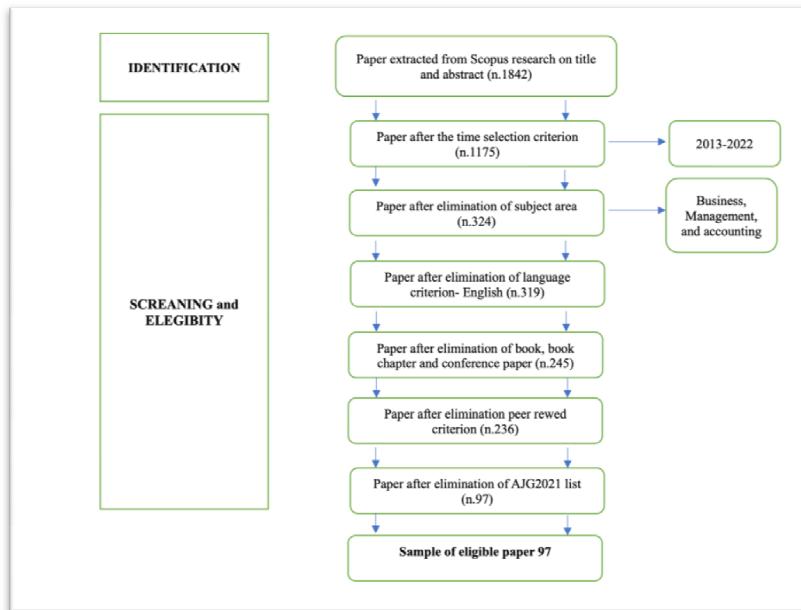 IDENTIFICATION
Paper extracted from Scopus research on title
and abstract (n.1842)
Paper after the time selection criterion
(n.1175)
2013-2022
Paper after elimination of subject area
(n.324)
Business,
Management,
and accounting
Paper after elimination of language
criterion- English (n.319)
SCREANING and
ELEGIBITY
Paper after elimination of book, book
chapter and conference paper (n.245)
Paper after elimination peer rewed
criterion (n.236)
Paper after elimination of AJG2021 list
(n.97)
Sample of eligible paper 97